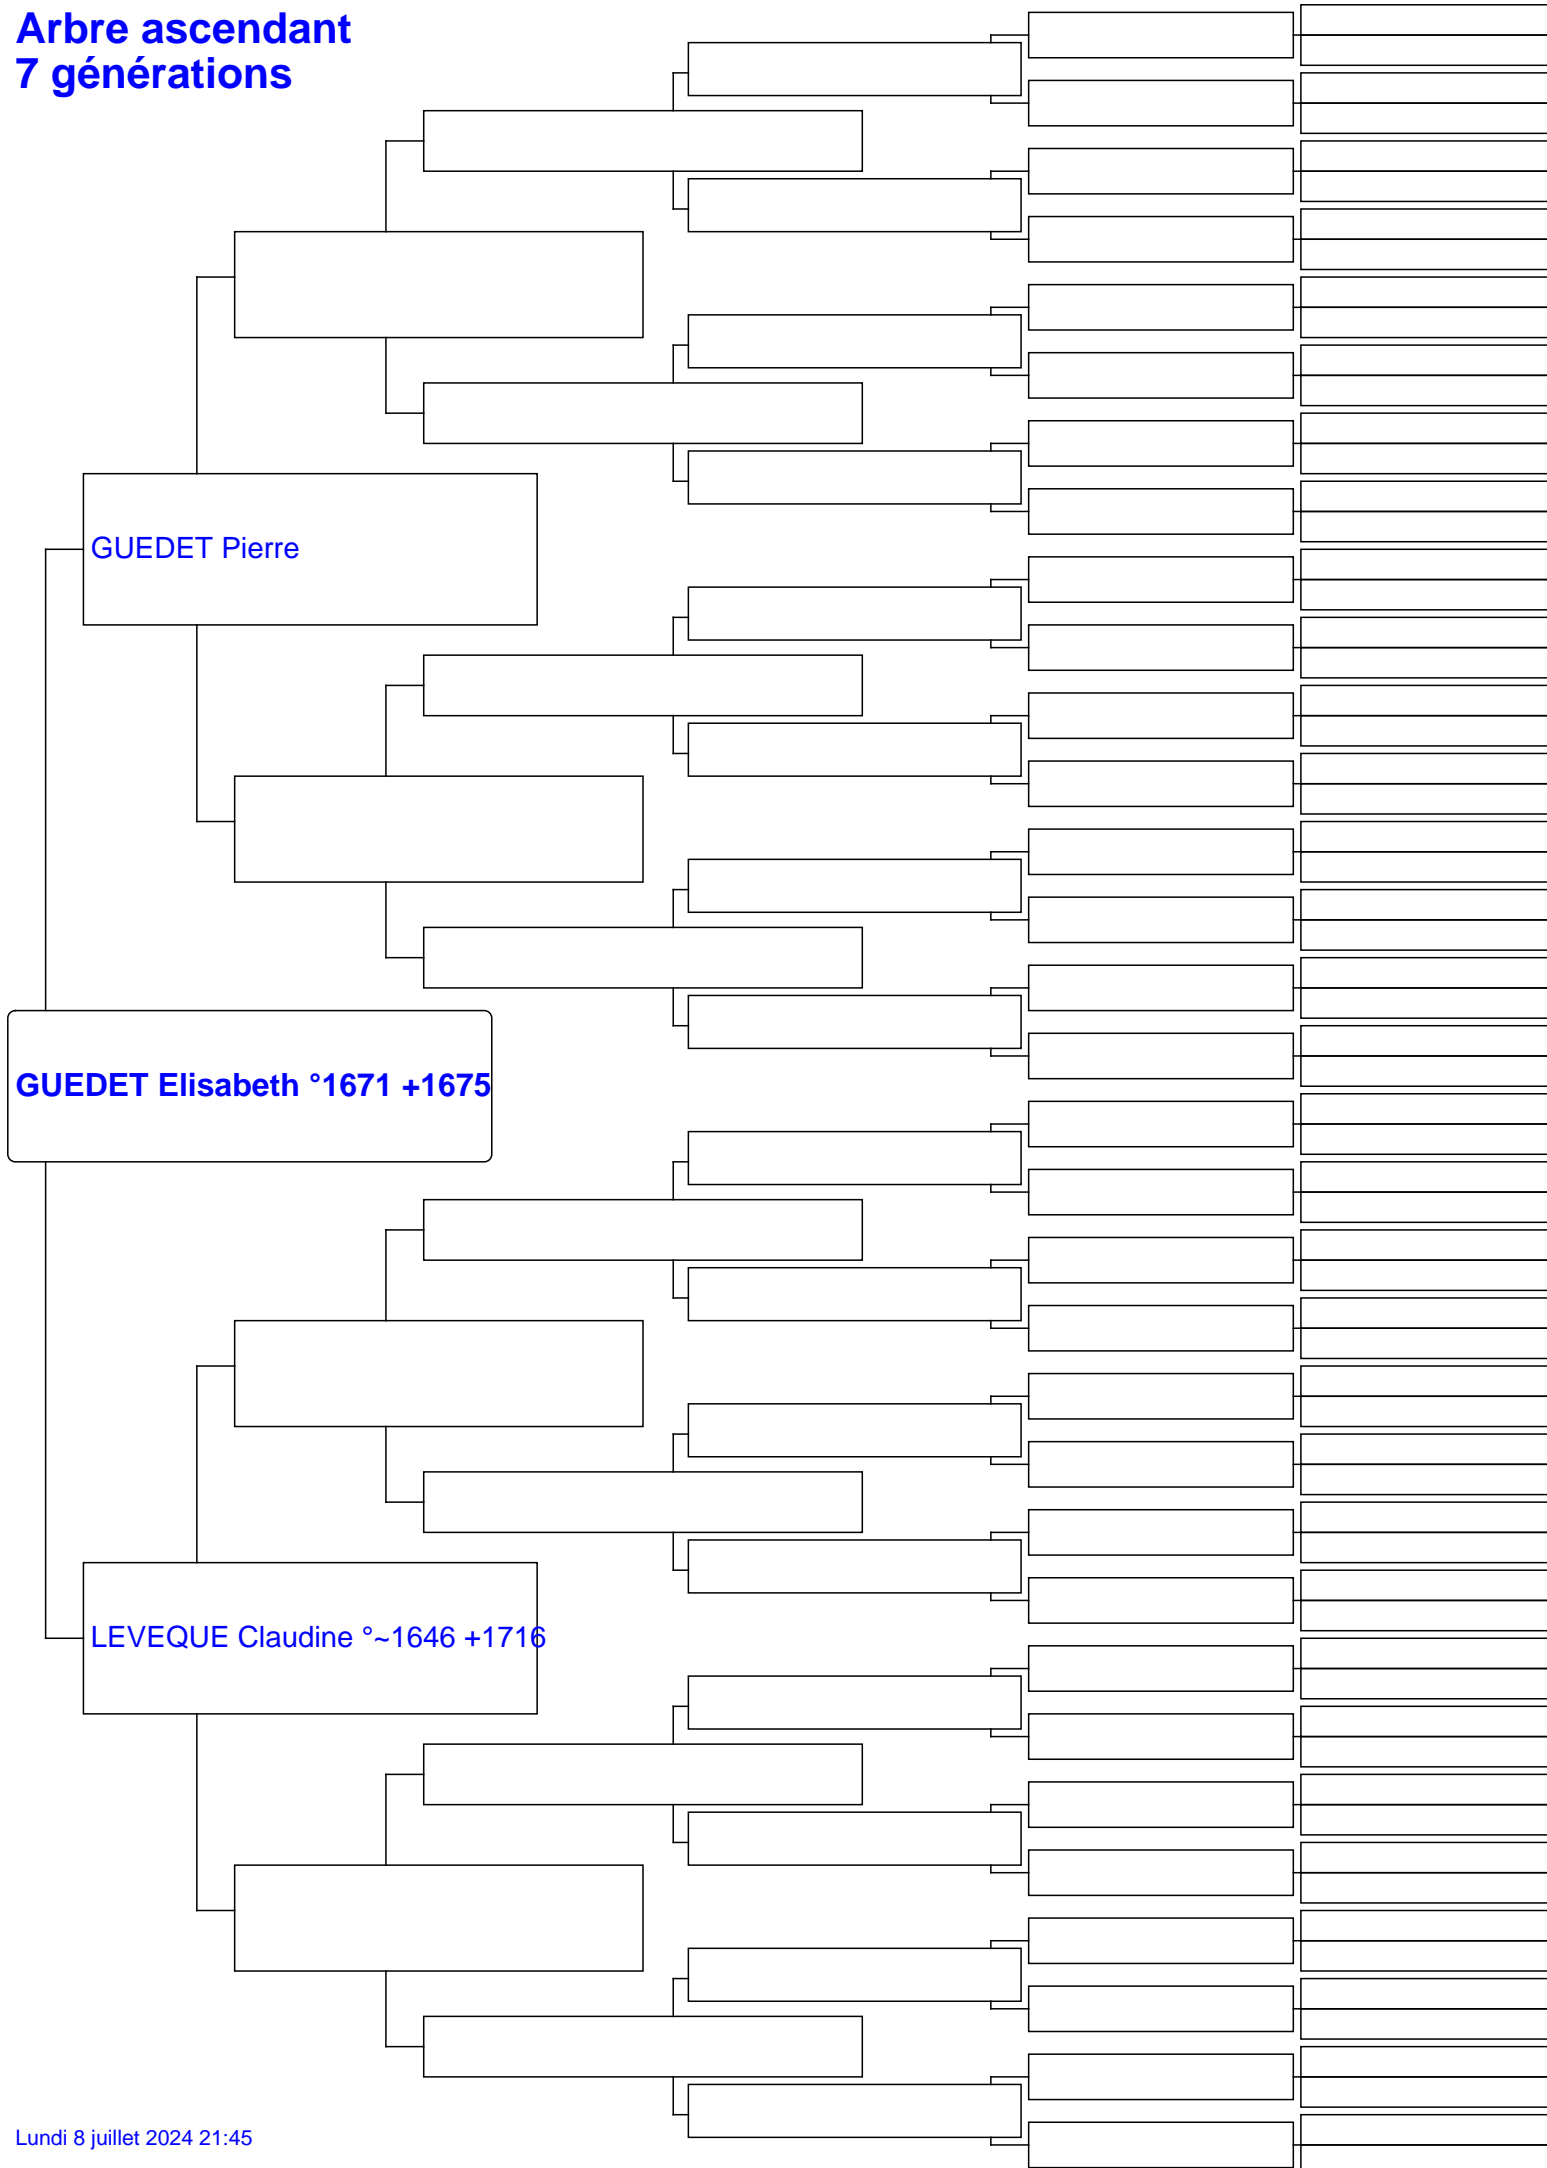 Arbre ascendant
7 générations
GUEDET Pierre
GUEDET Elisabeth °1671 +1675
LEVEQUE Claudine °~1646 +1716
Lundi 8 juillet 2024 21:45